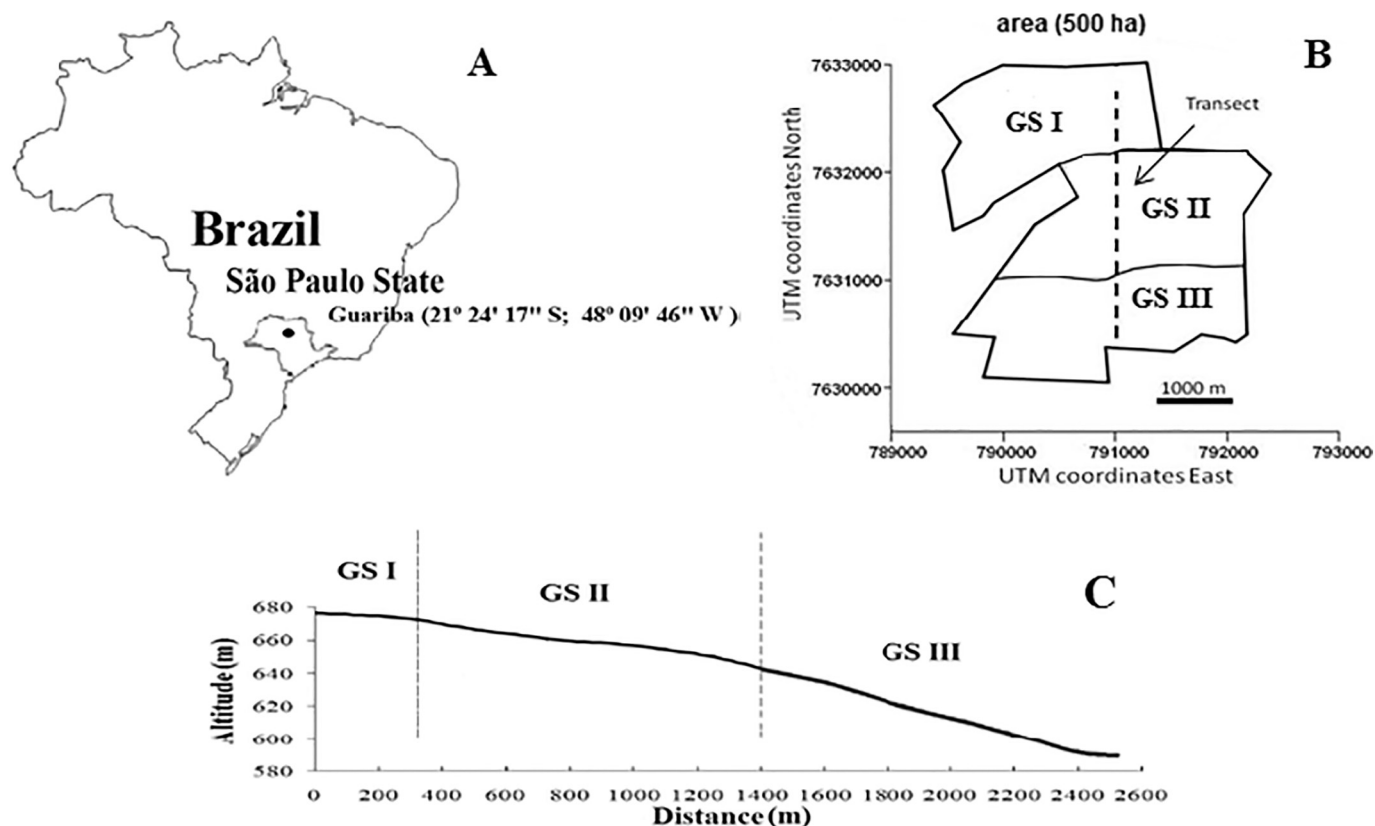 A
Brazil
São Paulo State
Guariba (21º 24' 17" S; 48º 09' 46" W )
area (500 ha)
B
7633000
7632000
7631000
7630000
UTM coordinates North
GS I
Transect
GS II
GS III
1000 m
789000 790000 791000 792000 793000
UTM coordinates East
C
GS I
GS II
GS III
680
660
640
620
600
580
Altitude (m)
0 200 400 600 800 1000 1200 1400 1600 1800 2000 2200 2400 2600
Distance (m)